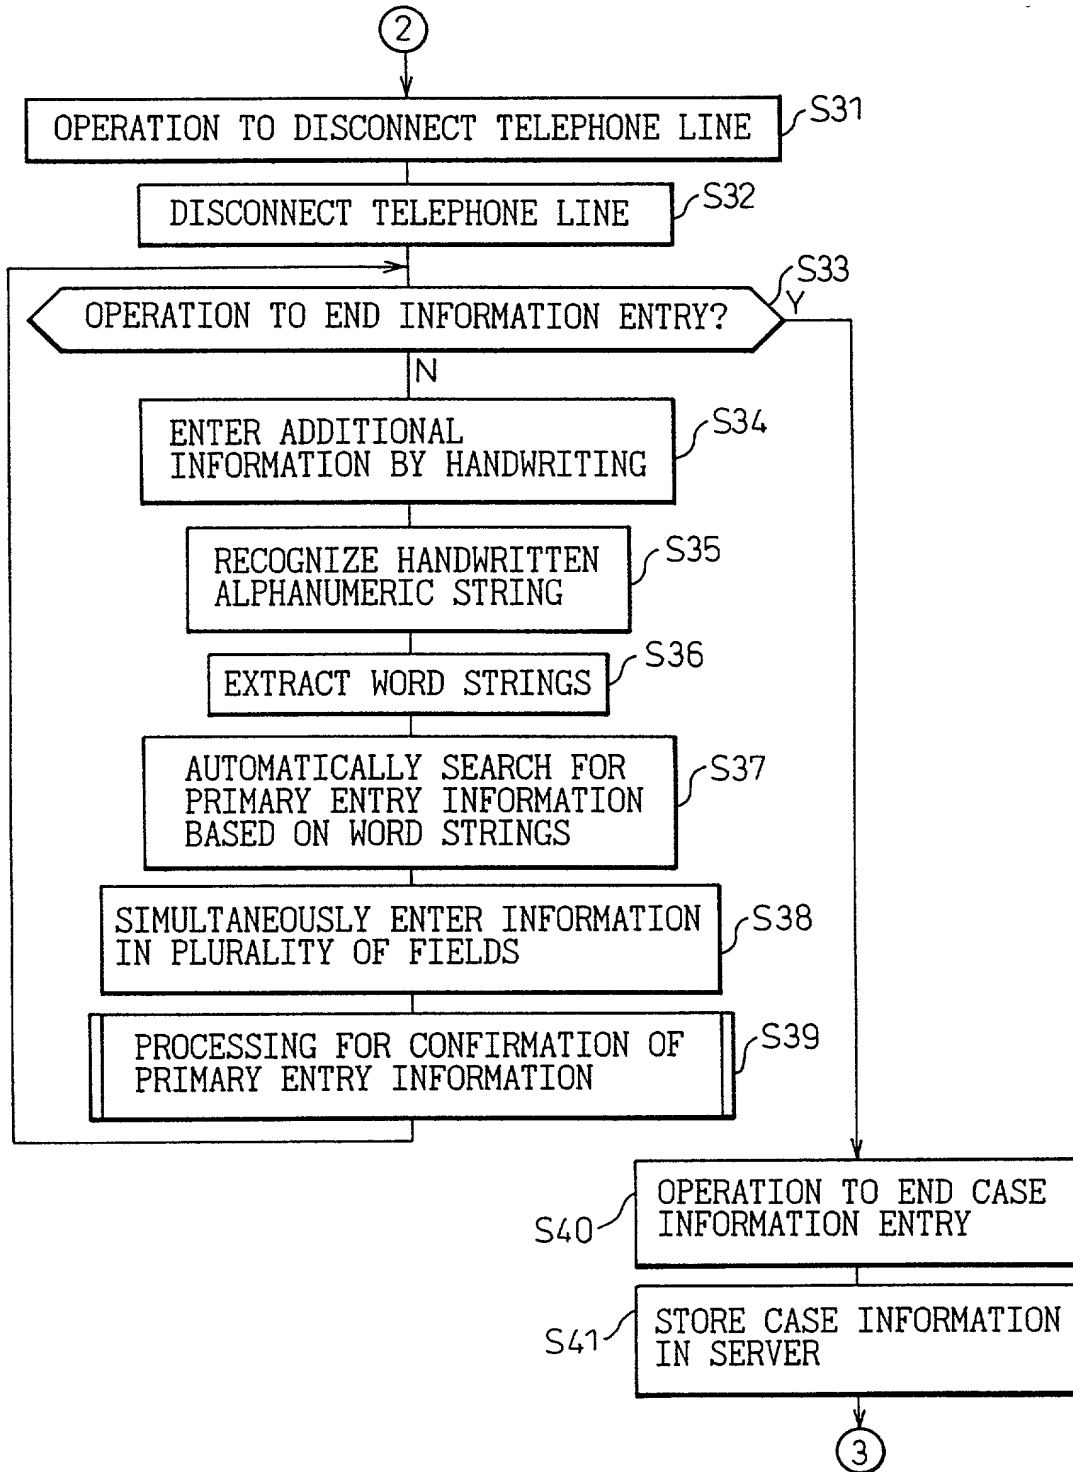 2
OPERATION TO DISCONNECT TELEPHONE LINE
S31
DISCONNECT TELEPHONE LINE
S32
OPERATION TO END INFORMATION ENTRY?
S33
Y
N
ENTER ADDITIONAL
INFORMATION BY HANDWRITING
S34
RECOGNIZE HANDWRITTEN
ALPHANUMERIC STRING
S35
EXTRACT WORD STRINGS
S36
AUTOMATICALLY SEARCH FOR
PRIMARY ENTRY INFORMATION
BASED ON WORD STRINGS
S37
SIMULTANEOUSLY ENTER INFORMATION
IN PLURALITY OF FIELDS
S38
PROCESSING FOR CONFIRMATION OF
PRIMARY ENTRY INFORMATION
S39
OPERATION TO END CASE
INFORMATION ENTRY
S40
STORE CASE INFORMATION
IN SERVER
S41
3